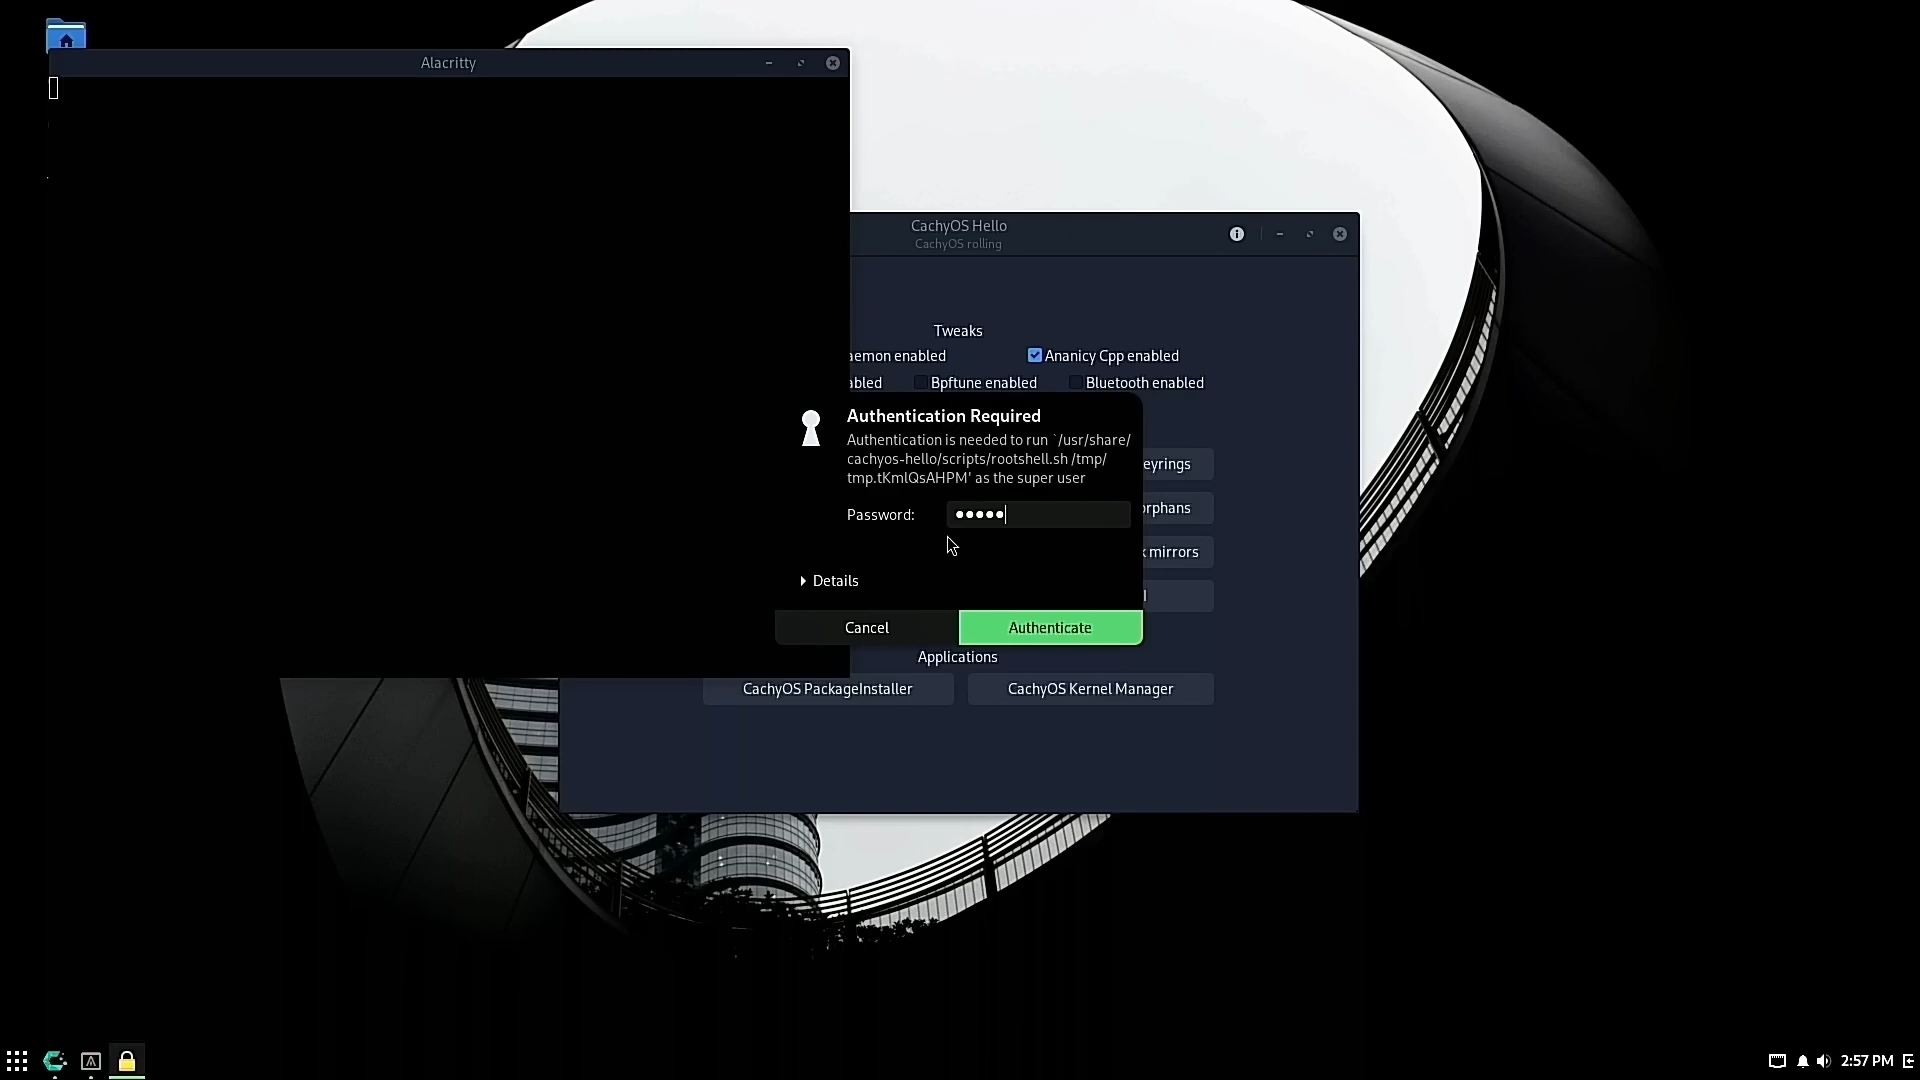 Alacritty
CachyOS Hello
CachyOS rolling
Tweaks
aemon enabled
Ananicy Cpp enabled
abled
Bpftune enabled
Bluetooth enabled
Authentication Required
Authentication is needed to run `/usr/share/
cachyos-hello/scripts/rootshell.sh /tmp/
tmp.tKmlQsAHPM' as the super user
eyrings
orphans
Password:
k mirrors
Details
l
Cancel
Authenticate
Applications
CachyOS PackageInstaller
CachyOS Kernel Manager
2:57 PM